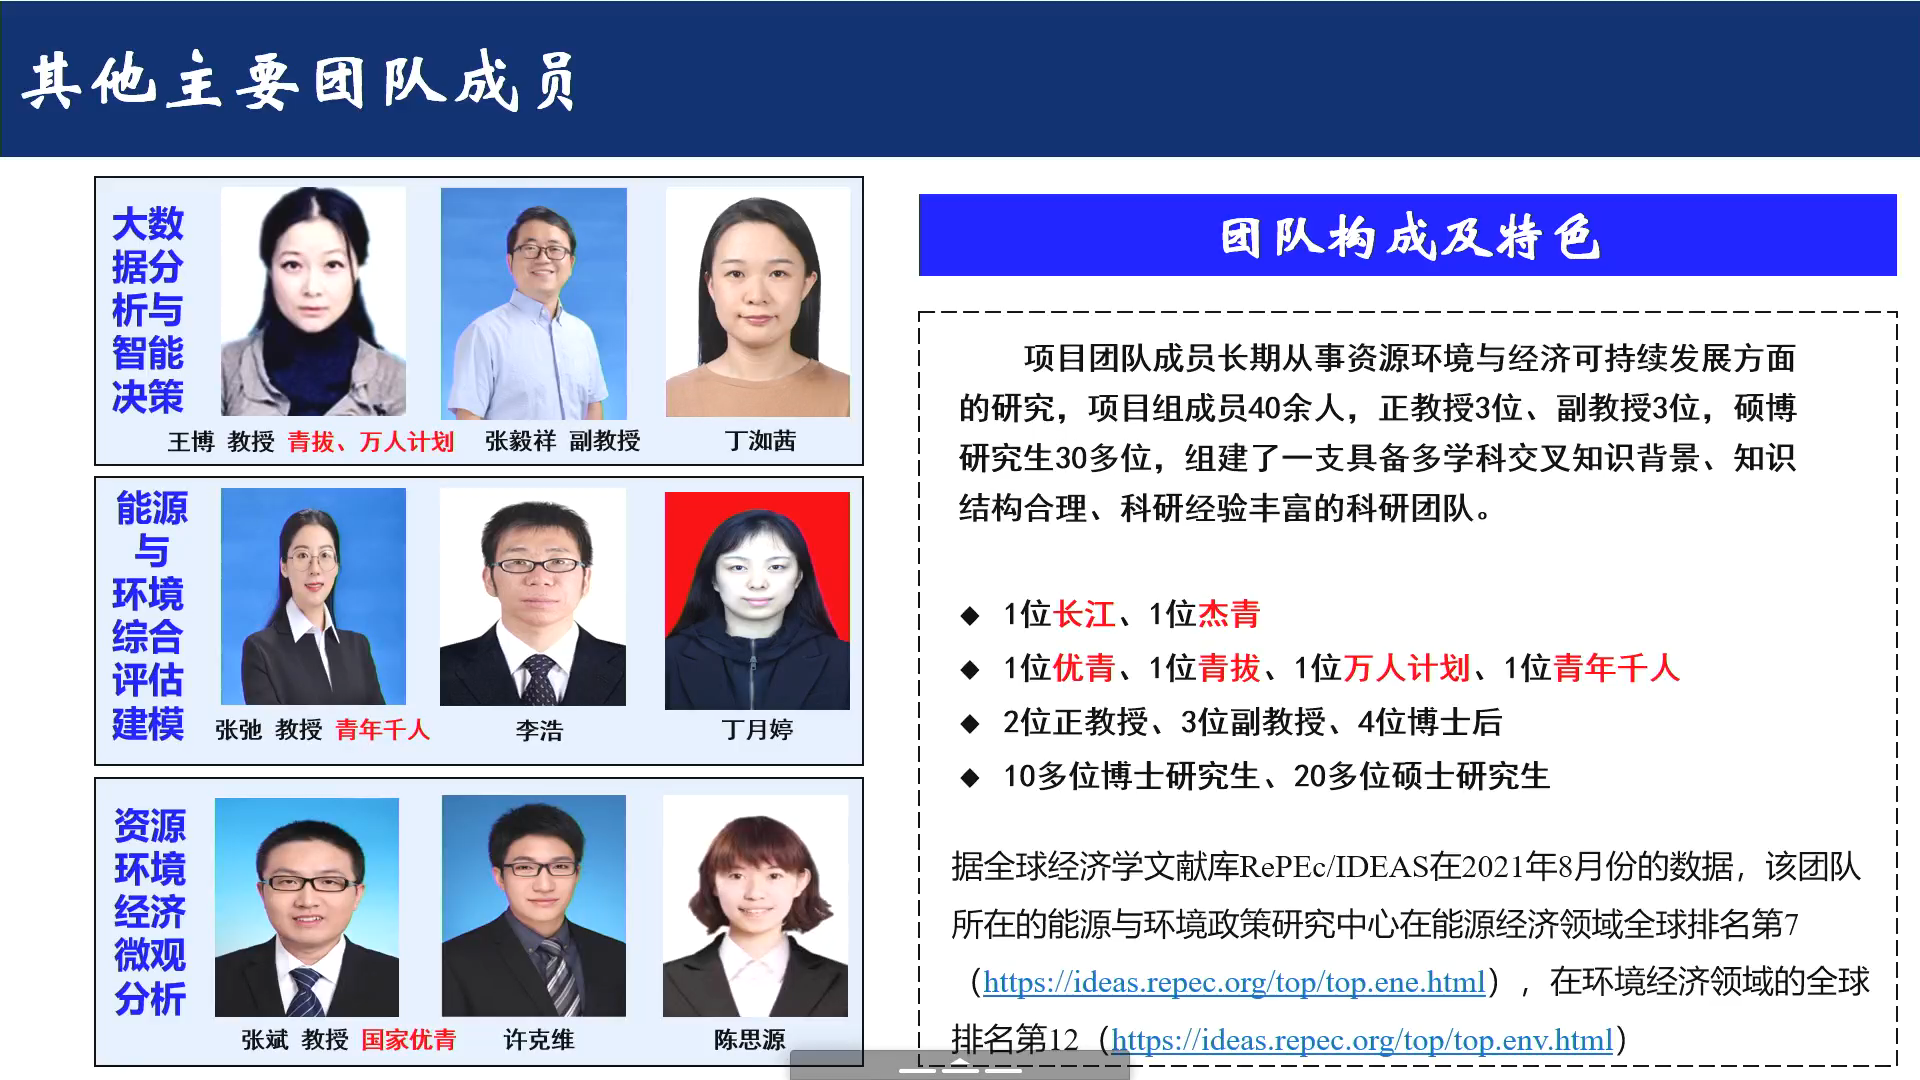 其他主要团队成员
大数
据分
析与
智能
决策
王博 教授 青拔、万人计划
张毅祥 副教授
丁洳茜
能源
与
环境
综合
评估
建模
张弛 教授 青年千人
李浩
丁月婷
资源
环境
经济
微观
分析
张斌 教授 国家优青
许克维
陈思源
团队构成及特色
项目团队成员长期从事资源环境与经济可持续发展方面
的研究，项目组成员40余人，正教授3位、副教授3位，硕博
研究生30多位，组建了一支具备多学科交叉知识背景、知识
结构合理、科研经验丰富的科研团队。
◆ 1位长江、1位杰青
◆ 1位优青、1位青拔、1位万人计划、1位青年千人
◆ 2位正教授、3位副教授、4位博士后
◆ 10多位博士研究生、20多位硕士研究生
据全球经济学文献库RePEc/IDEAS在2021年8月份的数据，该团队
所在的能源与环境政策研究中心在能源经济领域全球排名第7
（https://ideas.repec.org/top/top.ene.html），在环境经济领域的全球
排名第12（https://ideas.repec.org/top/top.env.html）